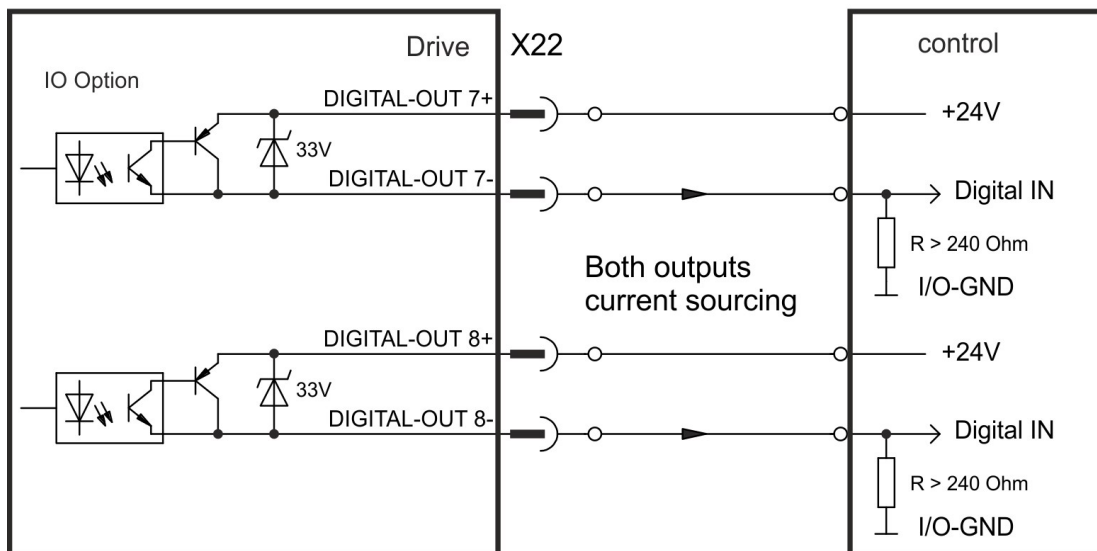 Drive
X22
control
IO Option
DIGITAL-OUT 7+
+24V
33V
DIGITAL-OUT 7-
Digital IN
R > 240 Ohm
I/O-GND
Both outputs
current sourcing
DIGITAL-OUT 8+
+24V
33V
DIGITAL-OUT 8-
Digital IN
R > 240 Ohm
I/O-GND